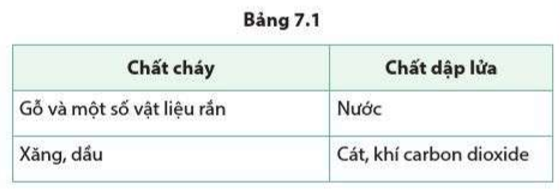 Bảng 7.1
Chất cháy
Chất dập lửa
Gỗ và một số vật liệu rắn
Nước
Xăng, dầu
Cát, khí carbon dioxide